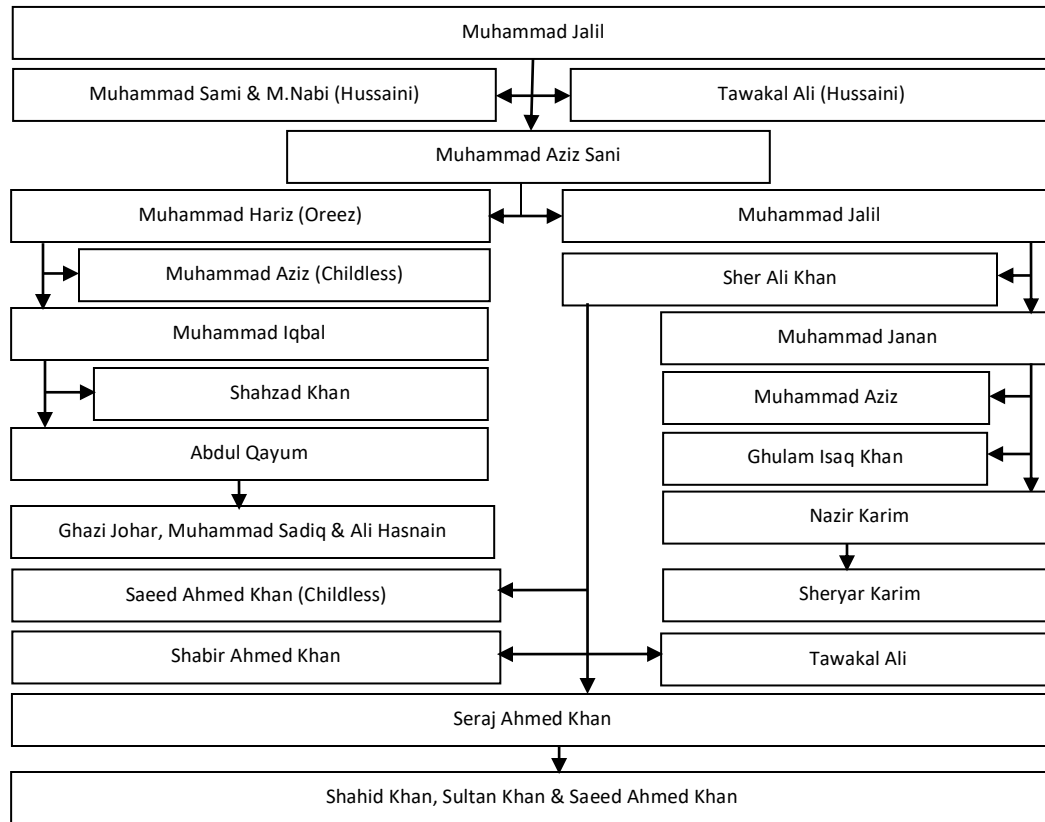 Muhammad Jalil
Muhammad Sami & M.Nabi (Hussaini)
Tawakal Ali (Hussaini)
Muhammad Aziz Sani
Muhammad Hariz (Oreez)
Muhammad Jalil
Muhammad Aziz (Childless)
Sher Ali Khan
Muhammad Iqbal
Muhammad Janan
Shahzad Khan
Muhammad Aziz
Abdul Qayum
Ghulam Isaq Khan
Ghazi Johar, Muhammad Sadiq & Ali Hasnain
Nazir Karim
Saeed Ahmed Khan (Childless)
Sheryar Karim
Shabir Ahmed Khan
Tawakal Ali
Seraj Ahmed Khan
Shahid Khan, Sultan Khan & Saeed Ahmed Khan